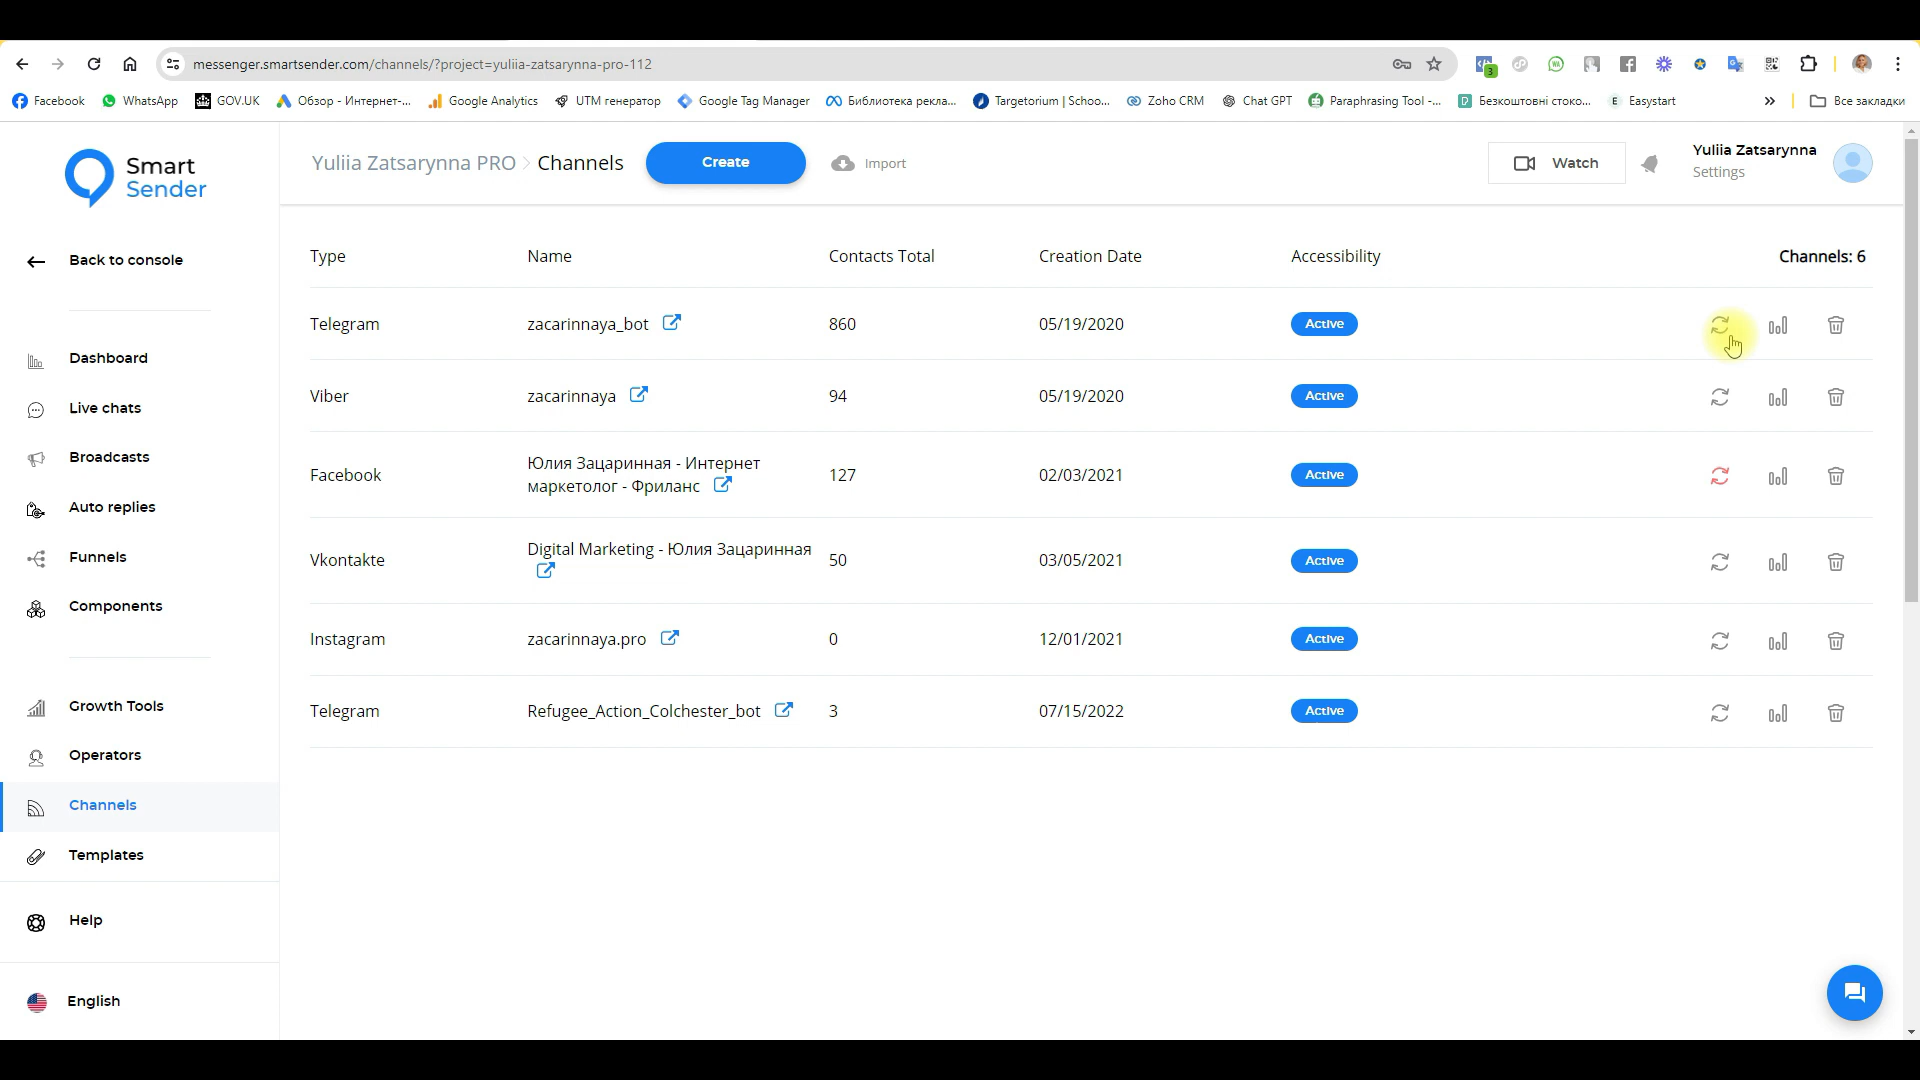 messenger.smartsender.com/channels/?project=yuliia-zatsarynna-pro-112
3
Facebook WhatsApp GOV.UK Обзор - Интернет-... Google Analytics UTM генератор Google Tag Manager Библиотека рекла... Targetorium | Schoo... Zoho CRM Chat GPT Paraphrasing Tool -... Безкоштовні стоко... E Easystart » Все закладки
Smart
Sender
Yuliia Zatsarynna PRO > Channels Create Import Watch Yuliia Zatsarynna
Settings
Back to console
Dashboard
Live chats
Broadcasts
Auto replies
Funnels
Components
Growth Tools
Operators
Channels
Templates
Help
English
Type Name Contacts Total Creation Date Accessibility Channels: 6
Telegram zacarinnaya_bot 860 05/19/2020 Active
Viber zacarinnaya 94 05/19/2020 Active
Facebook Юлия Зацаринная - Интернет
маркетолог - Фриланс 127 02/03/2021 Active
Vkontakte Digital Marketing - Юлия Зацаринная 50 03/05/2021 Active
Instagram zacarinnaya.pro 0 12/01/2021 Active
Telegram Refugee_Action_Colchester_bot 3 07/15/2022 Active